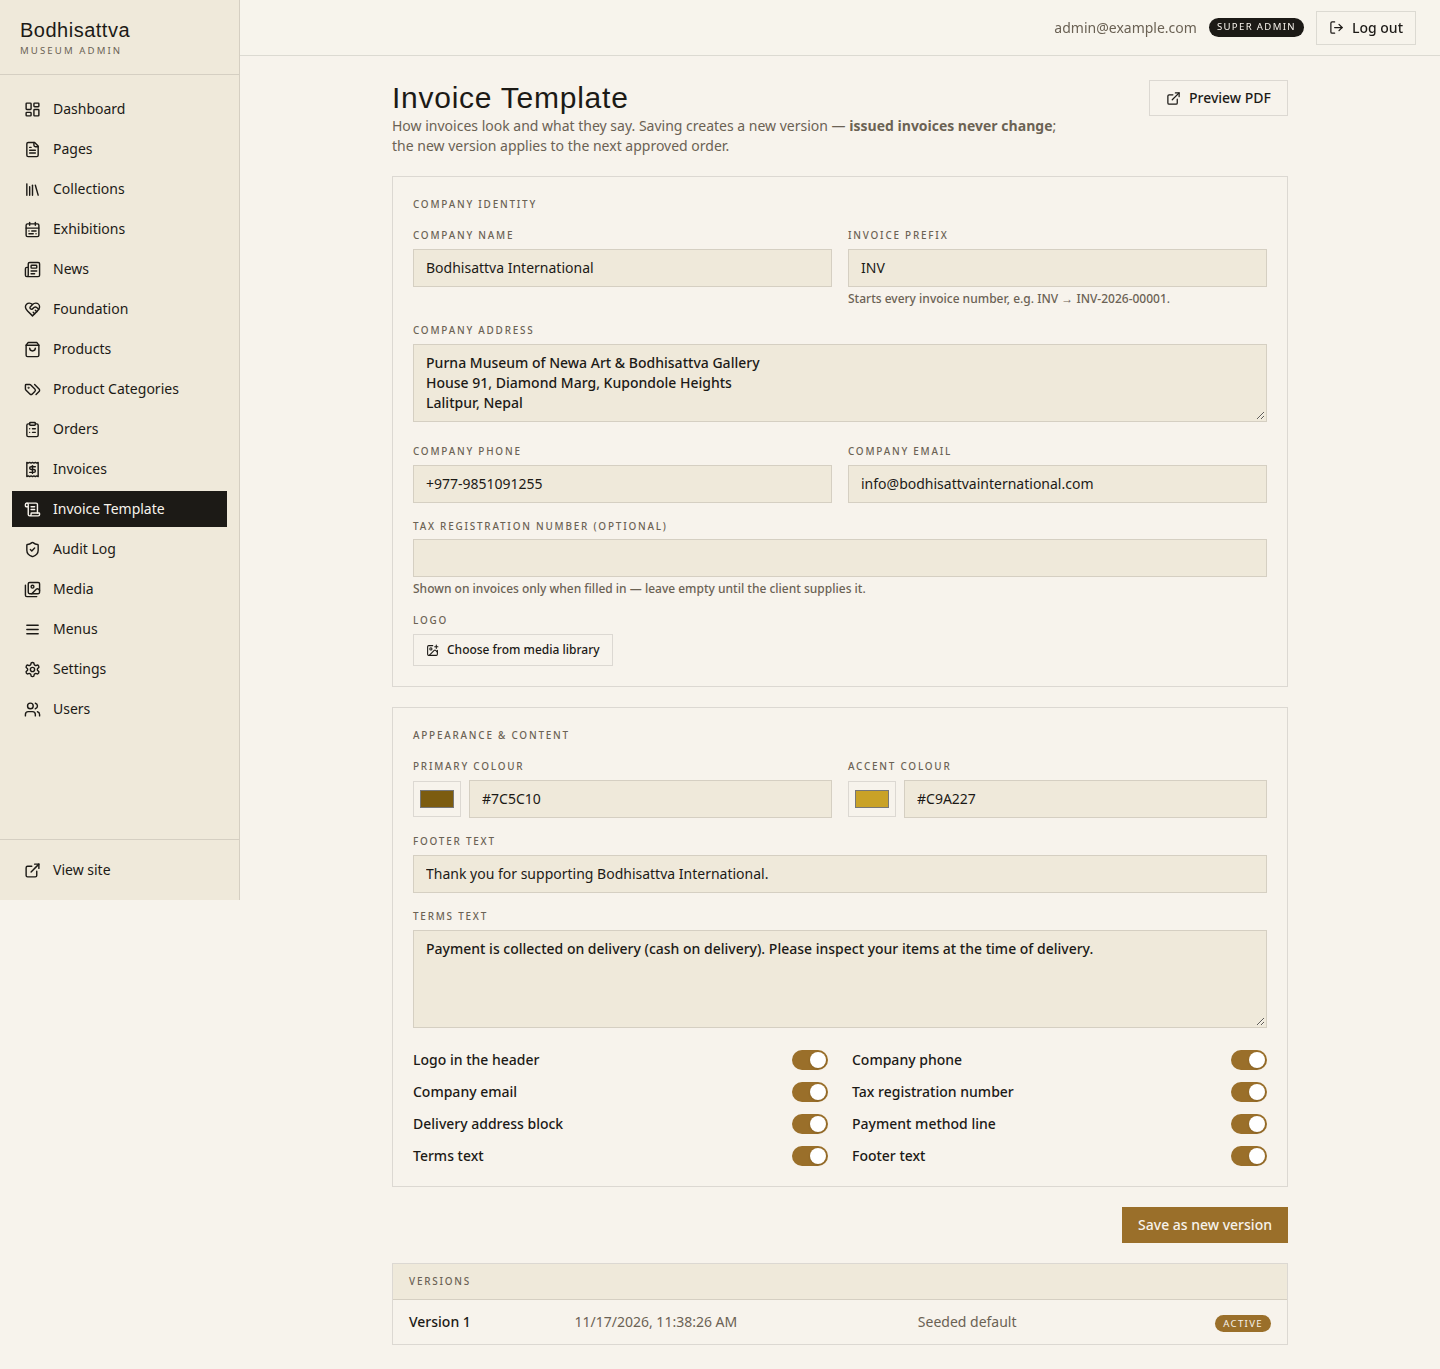 Bodhisattva
MUSEUM ADMIN
Dashboard
Pages
Collections
Exhibitions
News
Foundation
Products
Product Categories
Orders
Invoices
Invoice Template
Audit Log
Media
Menus
Settings
Users
View site
admin@example.com
SUPER ADMIN
Log out
Invoice Template
Preview PDF
How invoices look and what they say. Saving creates a new version — issued invoices never change;
the new version applies to the next approved order.
COMPANY IDENTITY
COMPANY NAME
Bodhisattva International
INVOICE PREFIX
INV
Starts every invoice number, e.g. INV → INV-2026-00001.
COMPANY ADDRESS
Purna Museum of Newa Art & Bodhisattva Gallery
House 91, Diamond Marg, Kupondole Heights
Lalitpur, Nepal
COMPANY PHONE
+977-9851091255
COMPANY EMAIL
info@bodhisattvainternational.com
TAX REGISTRATION NUMBER (OPTIONAL)
Shown on invoices only when filled in — leave empty until the client supplies it.
LOGO
Choose from media library
APPEARANCE & CONTENT
PRIMARY COLOUR
#7C5C10
ACCENT COLOUR
#C9A227
FOOTER TEXT
Thank you for supporting Bodhisattva International.
TERMS TEXT
Payment is collected on delivery (cash on delivery). Please inspect your items at the time of delivery.
Logo in the header
Company phone
Company email
Tax registration number
Delivery address block
Payment method line
Terms text
Footer text
Save as new version
VERSIONS
Version 1
11/17/2026, 11:38:26 AM
Seeded default
ACTIVE